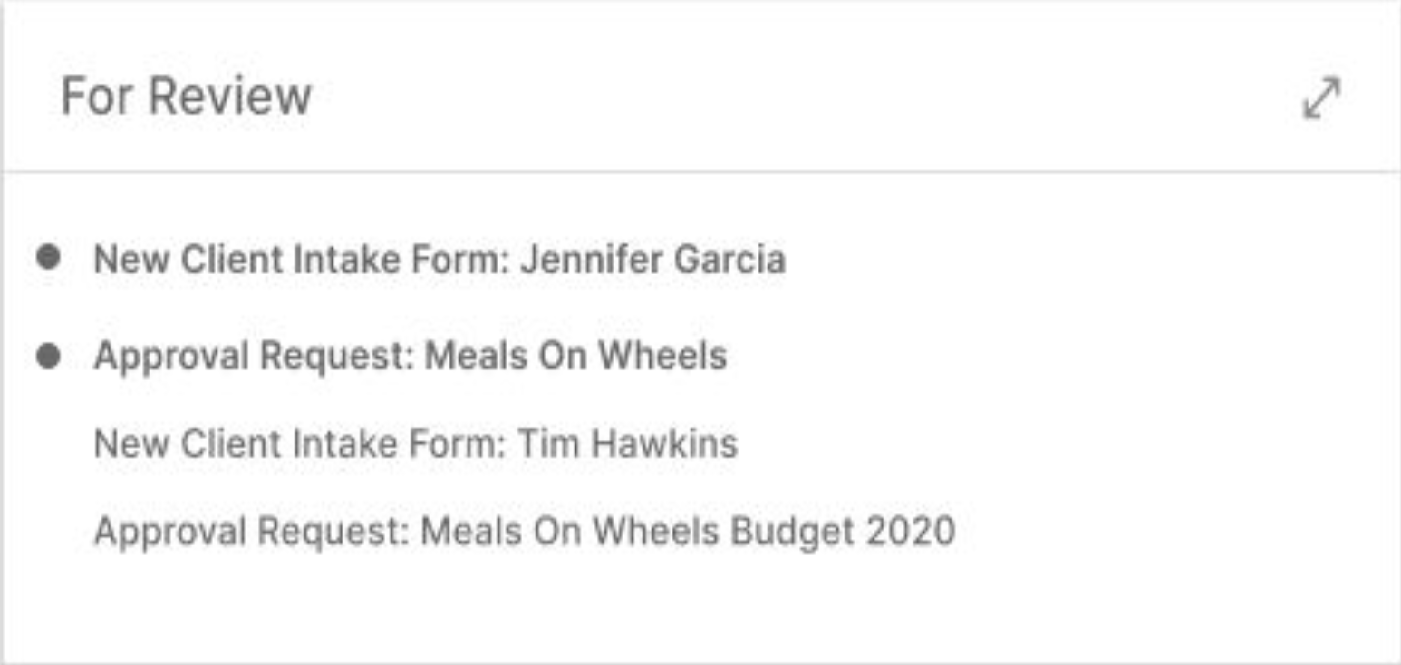 For Review
New Client Intake Form: Jennifer Garcia
Approval Request: Meals On Wheels
New Client Intake Form: Tim Hawkins
Approval Request: Meals On Wheels Budget 2020